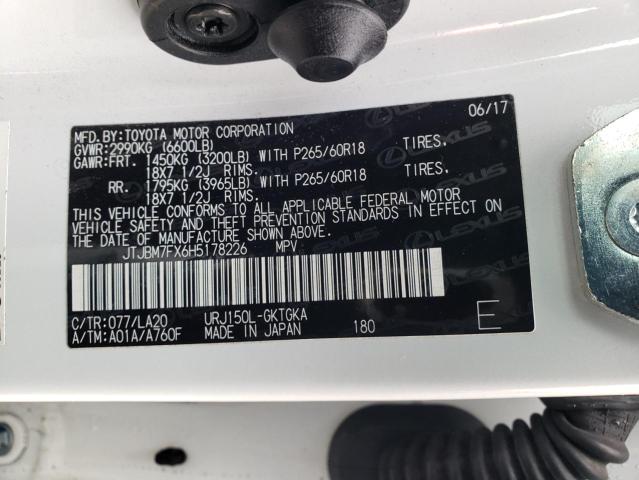 06/17
MFD.BY:TOYOTA MOTOR CORPORATION
GVWR:2990KG (6600LB)
GAWR:FRT. 1450KG (3200LB) WITH P265/60R18 TIRES.
18X7 1/2J RIMS.
RR. 1795KG (3965LB) WITH P265/60R18 TIRES.
18X7 1/2J RIMS.
THIS VEHICLE CONFORMS TO ALL APPLICABLE FEDERAL MOTOR
VEHICLE SAFETY AND THEFT PREVENTION STANDARDS IN EFFECT ON
THE DATE OF MANUFACTURE SHOWN ABOVE.
JTJBM7FX6H5178226 MPV
C/TR:077/LA20 URJ150L-GKTGKA
A/TM:A01A/A760F MADE IN JAPAN 180 E
LEXUS
LEXUS
LEXUS